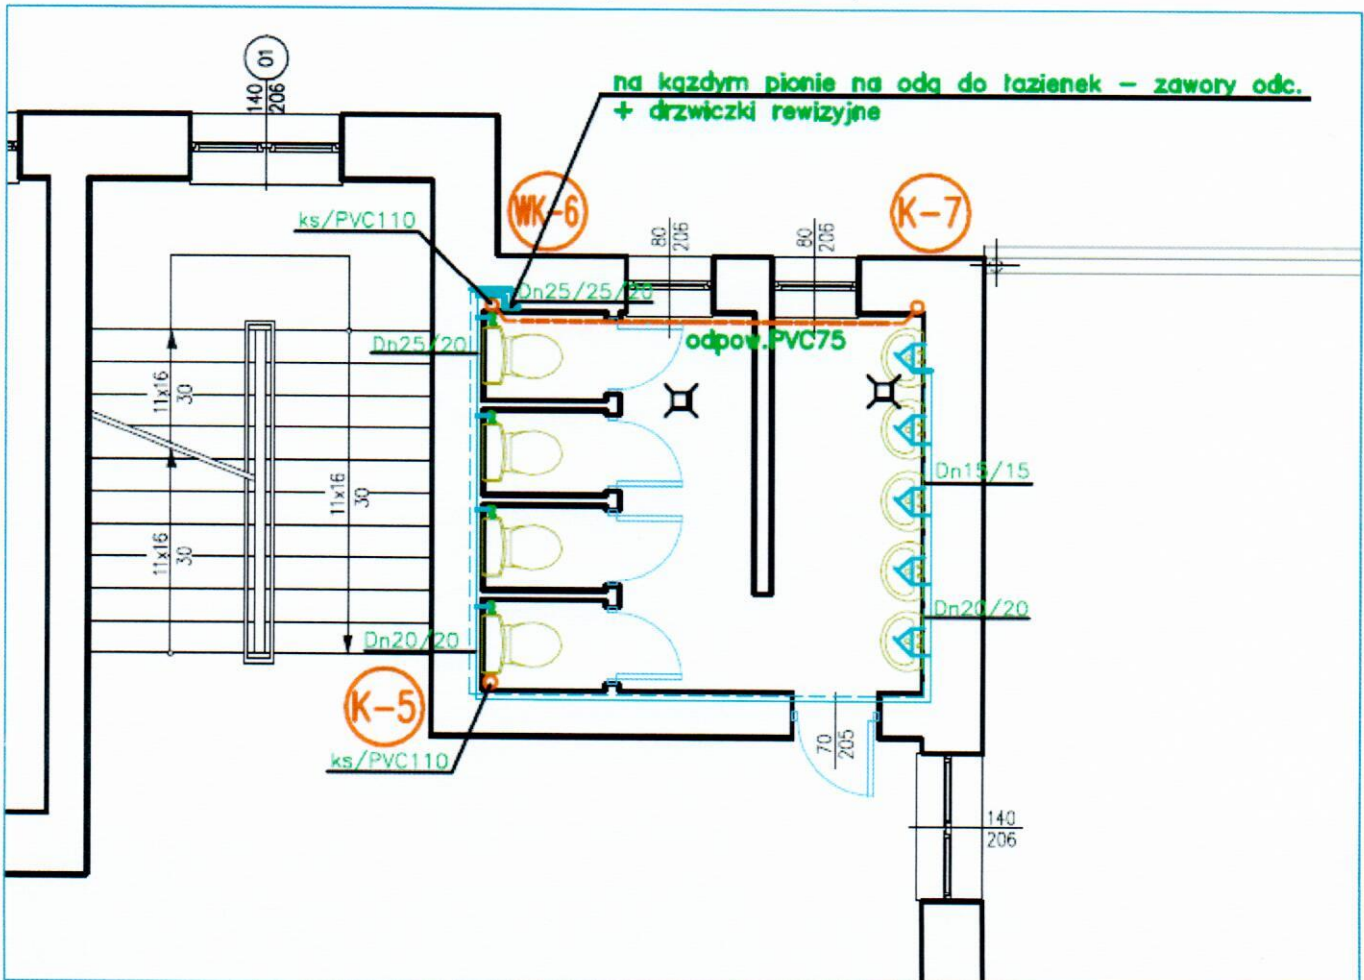 01
140
206
na kązdym pionie na odg do łazienek – zawory odc.
+ drzwiczki rewizyjne
WK-6
K-7
ks/PVC110
80
206
80
206
Dn25/25/20
Dn25/20
odpow.PVC75
11x16
30
11x16
30
11x16
30
Dn15/15
Dn20/20
Dn20/20
K-5
ks/PVC110
70
205
140
206